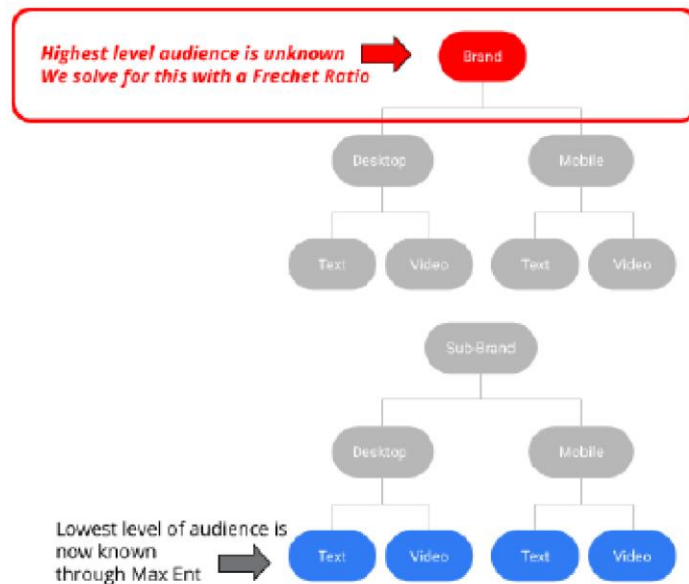 Highest level audience is unknown
We solve for this with a Frechet Ratio
Brand
Desktop
Mobile
Text
Video
Text
Video
Sub-Brand
Desktop
Mobile
Lowest level of audience is
now known
through Max Ent
Text
Video
Text
Video